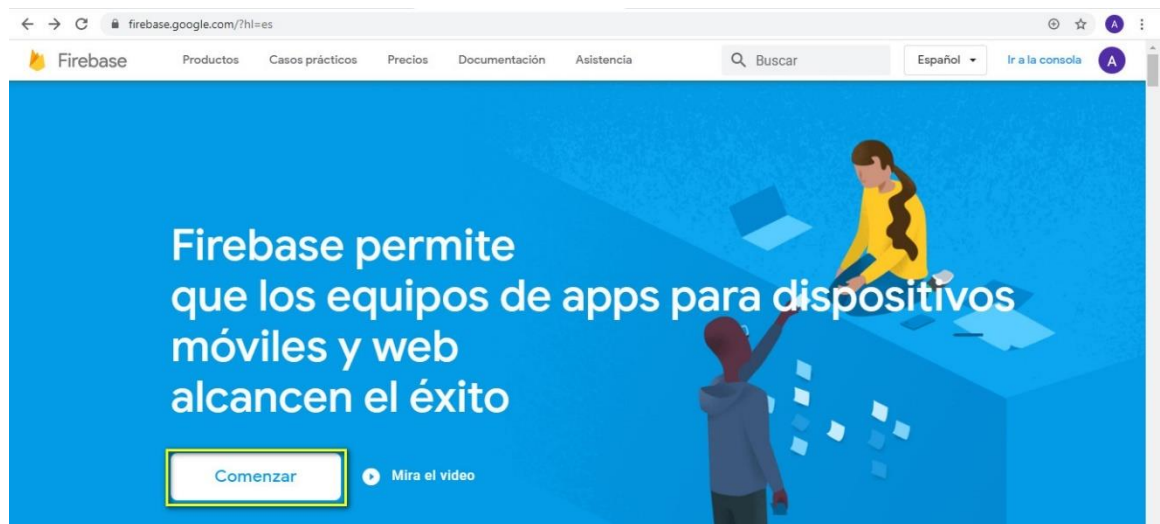 firebase.google.com/?hl=es
A
Firebase Productos Casos prácticos Precios Documentación Asistencia Buscar Español Ir a la consola A
Firebase permite
que los equipos de apps para dispositivos
móviles y web
alcancen el éxito
Comenzar Mira el video